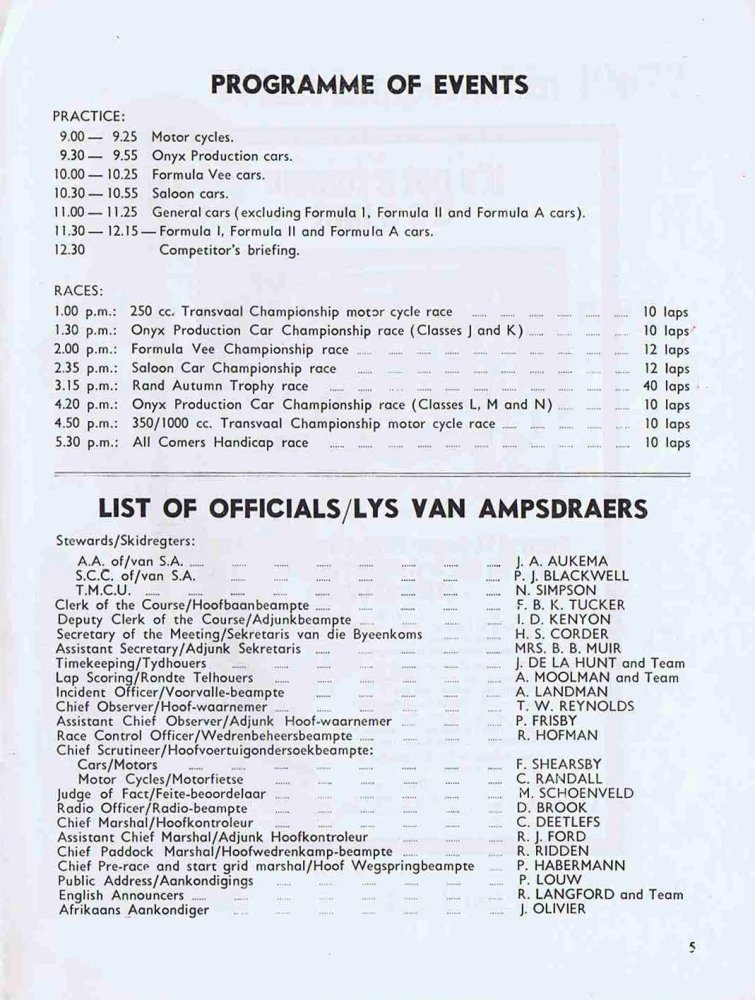 PROGRAMME OF EVENTS
PRACTICE:
9.00 — 9.25 Motor cycles.
9.30 — 9.55 Onyx Production cars.
10.00 — 10.25 Formula Vee cars.
10.30 — 10.55 Saloon cars.
11.00 — 11.25 General cars (excluding Formula I, Formula II and Formula A cars).
11.30 — 12.15 — Formula I, Formula II and Formula A cars.
12.30 Competitor's briefing.
RACES:
1.00 p.m.: 250 cc. Transvaal Championship motor cycle race ..... ..... ..... ..... ..... ..... 10 laps
1.30 p.m.: Onyx Production Car Championship race (Classes J and K) ..... ..... ..... ..... 10 laps
2.00 p.m.: Formula Vee Championship race ..... ..... ..... ..... ..... ..... ..... ..... ..... ..... 12 laps
2.35 p.m.: Saloon Car Championship race ..... ..... ..... ..... ..... ..... ..... ..... ..... ..... 12 laps
3.15 p.m.: Rand Autumn Trophy race ..... ..... ..... ..... ..... ..... ..... ..... ..... ..... ..... 40 laps
4.20 p.m.: Onyx Production Car Championship race (Classes L, M and N) ..... ..... ..... 10 laps
4.50 p.m.: 350/1000 cc. Transvaal Championship motor cycle race ..... ..... ..... ..... ..... 10 laps
5.30 p.m.: All Comers Handicap race ..... ..... ..... ..... ..... ..... ..... ..... ..... ..... ..... 10 laps
LIST OF OFFICIALS/LYS VAN AMPSDRAERS
Stewards/Skidregters:
A.A. of/van S.A. ..... ..... ..... ..... ..... ..... ..... ..... J. A. AUKEMA
S.C.C. of/van S.A. ..... ..... ..... ..... ..... ..... ..... P. J. BLACKWELL
T.M.C.U. ..... ..... ..... ..... ..... ..... ..... ..... ..... N. SIMPSON
Clerk of the Course/Hoofbaanbeampte ..... ..... ..... ..... ..... F. B. K. TUCKER
Deputy Clerk of the Course/Adjunkbeampte ..... ..... ..... ..... I. D. KENYON
Secretary of the Meeting/Sekretaris van die Byeenkoms ..... ..... H. S. CORDER
Assistant Secretary/Adjunk Sekretaris ..... ..... ..... ..... ..... MRS. B. B. MUIR
Timekeeping/Tydhouers ..... ..... ..... ..... ..... ..... ..... J. DE LA HUNT and Team
Lap Scoring/Rondte Telhouers ..... ..... ..... ..... ..... ..... A. MOOLMAN and Team
Incident Officer/Voorvalle-beampte ..... ..... ..... ..... ..... A. LANDMAN
Chief Observer/Hoof-waarnemer ..... ..... ..... ..... ..... ..... T. W. REYNOLDS
Assistant Chief Observer/Adjunk Hoof-waarnemer ..... ..... ..... P. FRISBY
Race Control Officer/Wedrenbeheersbeampte ..... ..... ..... ..... R. HOFMAN
Chief Scrutineer/Hoofvoertuigondersoekbeampte:
Cars/Motors ..... ..... ..... ..... ..... ..... ..... ..... F. SHEARSBY
Motor Cycles/Motorfietse ..... ..... ..... ..... ..... ..... C. RANDALL
Judge of Fact/Feite-beoordelaar ..... ..... ..... ..... ..... ..... M. SCHOENVELD
Radio Officer/Radio-beampte ..... ..... ..... ..... ..... ..... D. BROOK
Chief Marshal/Hoofkontroleur ..... ..... ..... ..... ..... ..... C. DEETLEFS
Assistant Chief Marshal/Adjunk Hoofkontroleur ..... ..... ..... R. J. FORD
Chief Paddock Marshal/Hoofwedrenkamp-beampte ..... ..... ..... R. RIDDEN
Chief Pre-race and start grid marshal/Hoof Wegspringbeampte ..... P. HABERMANN
Public Address/Aankondigings ..... ..... ..... ..... ..... ..... P. LOUW
English Announcers ..... ..... ..... ..... ..... ..... ..... ..... R. LANGFORD and Team
Afrikaans Aankondiger ..... ..... ..... ..... ..... ..... ..... J. OLIVIER
5